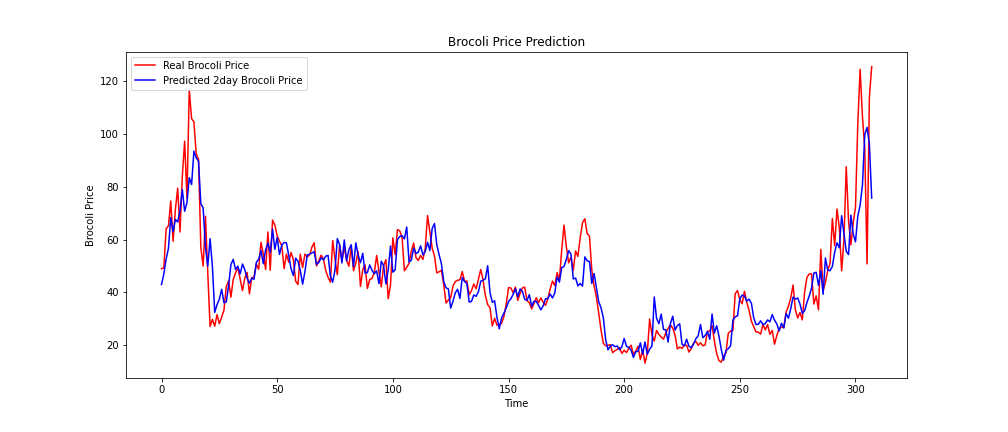 Brocoli Price Prediction
Real Brocoli Price
Predicted 2day Brocoli Price
Brocoli Price
120
100
80
60
40
20
0
50
100
150
200
250
300
Time